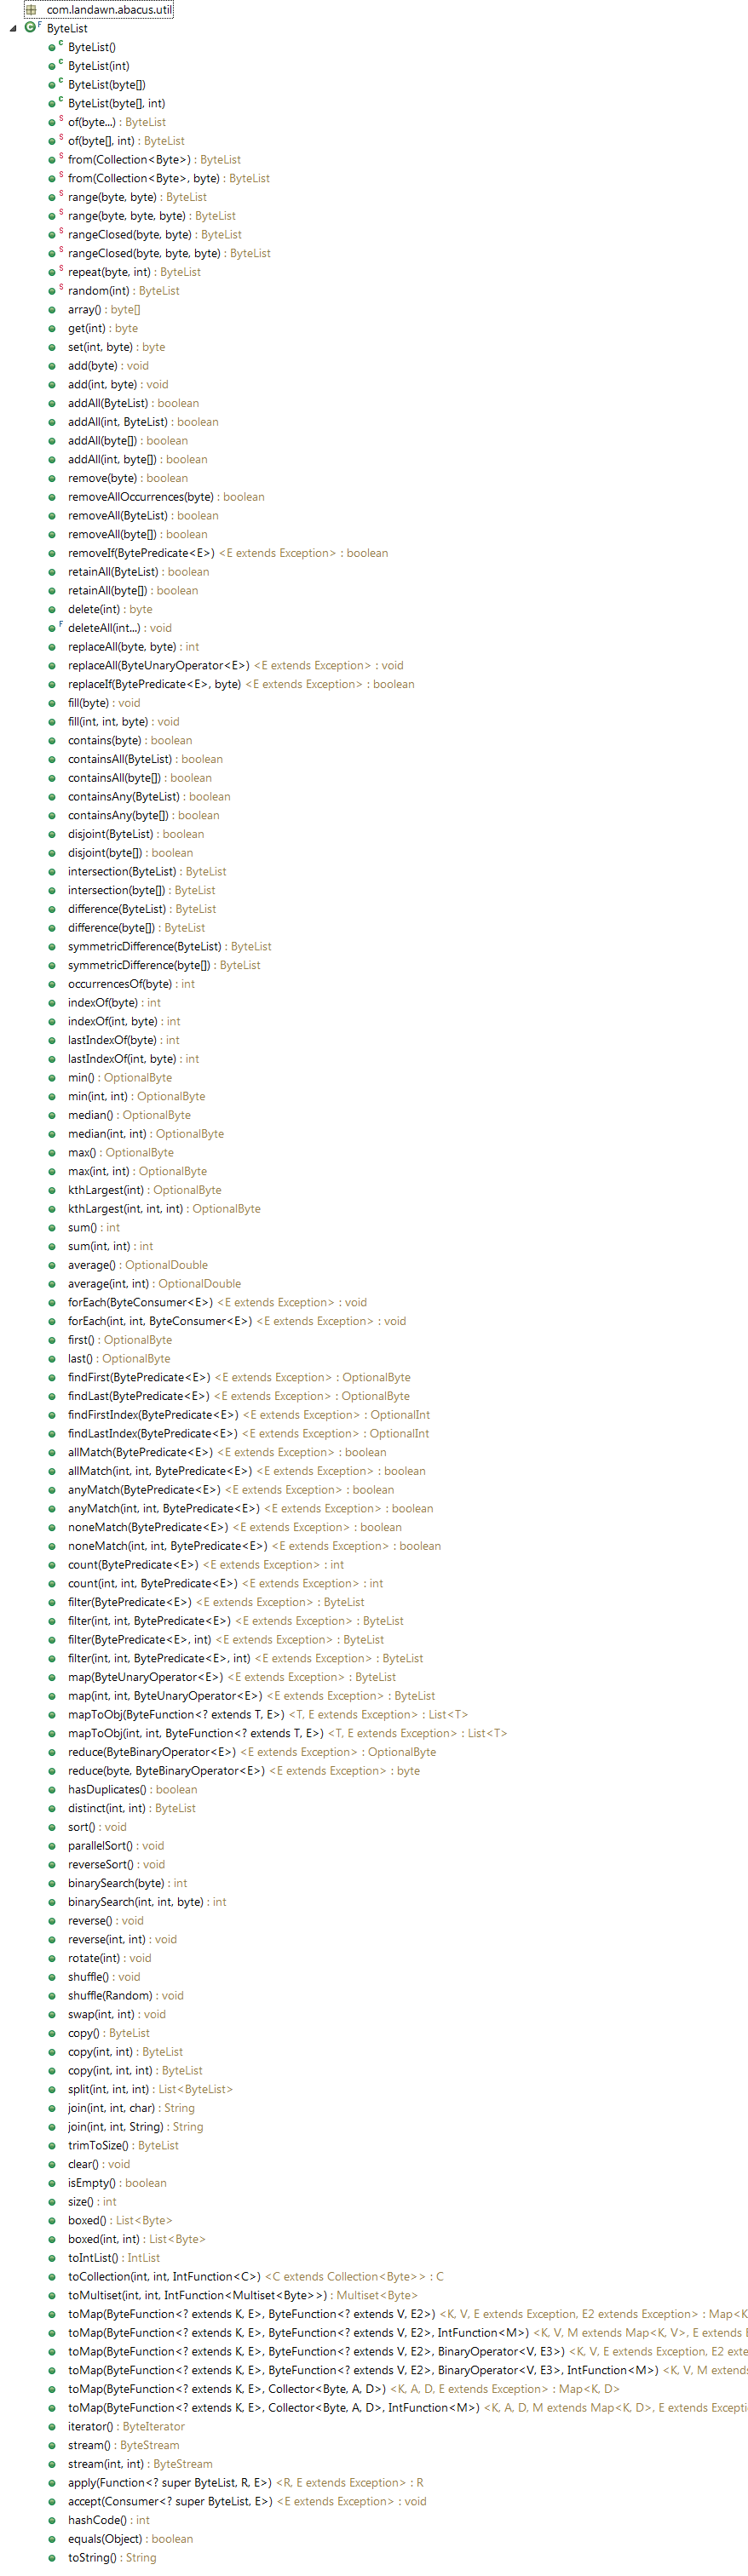 com.landawn.abacus.util
C F ByteList
C ByteList()
C ByteList(int)
C ByteList(byte[])
C ByteList(byte[], int)
S of(byte...) : ByteList
S of(byte[], int) : ByteList
S from(Collection<Byte>) : ByteList
S from(Collection<Byte>, byte) : ByteList
S range(byte, byte) : ByteList
S range(byte, byte, byte) : ByteList
S rangeClosed(byte, byte) : ByteList
S rangeClosed(byte, byte, byte) : ByteList
S repeat(byte, int) : ByteList
S random(int) : ByteList
array() : byte[]
get(int) : byte
set(int, byte) : byte
add(byte) : void
add(int, byte) : void
addAll(ByteList) : boolean
addAll(int, ByteList) : boolean
addAll(byte[]) : boolean
addAll(int, byte[]) : boolean
remove(byte) : boolean
removeAllOccurrences(byte) : boolean
removeAll(ByteList) : boolean
removeAll(byte[]) : boolean
removeIf(BytePredicate<E>) <E extends Exception> : boolean
retainAll(ByteList) : boolean
retainAll(byte[]) : boolean
delete(int) : byte
F deleteAll(int...) : void
replaceAll(byte, byte) : int
replaceAll(ByteUnaryOperator<E>) <E extends Exception> : void
replaceIf(BytePredicate<E>, byte) <E extends Exception> : boolean
fill(byte) : void
fill(int, int, byte) : void
contains(byte) : boolean
containsAll(ByteList) : boolean
containsAll(byte[]) : boolean
containsAny(ByteList) : boolean
containsAny(byte[]) : boolean
disjoint(ByteList) : boolean
disjoint(byte[]) : boolean
intersection(ByteList) : ByteList
intersection(byte[]) : ByteList
difference(ByteList) : ByteList
difference(byte[]) : ByteList
symmetricDifference(ByteList) : ByteList
symmetricDifference(byte[]) : ByteList
occurrencesOf(byte) : int
indexOf(byte) : int
indexOf(int, byte) : int
lastIndexOf(byte) : int
lastIndexOf(int, byte) : int
min() : OptionalByte
min(int, int) : OptionalByte
median() : OptionalByte
median(int, int) : OptionalByte
max() : OptionalByte
max(int, int) : OptionalByte
kthLargest(int) : OptionalByte
kthLargest(int, int, int) : OptionalByte
sum() : int
sum(int, int) : int
average() : OptionalDouble
average(int, int) : OptionalDouble
forEach(ByteConsumer<E>) <E extends Exception> : void
forEach(int, int, ByteConsumer<E>) <E extends Exception> : void
first() : OptionalByte
last() : OptionalByte
findFirst(BytePredicate<E>) <E extends Exception> : OptionalByte
findLast(BytePredicate<E>) <E extends Exception> : OptionalByte
findFirstIndex(BytePredicate<E>) <E extends Exception> : OptionalInt
findLastIndex(BytePredicate<E>) <E extends Exception> : OptionalInt
allMatch(BytePredicate<E>) <E extends Exception> : boolean
allMatch(int, int, BytePredicate<E>) <E extends Exception> : boolean
anyMatch(BytePredicate<E>) <E extends Exception> : boolean
anyMatch(int, int, BytePredicate<E>) <E extends Exception> : boolean
noneMatch(BytePredicate<E>) <E extends Exception> : boolean
noneMatch(int, int, BytePredicate<E>) <E extends Exception> : boolean
count(BytePredicate<E>) <E extends Exception> : int
count(int, int, BytePredicate<E>) <E extends Exception> : int
filter(BytePredicate<E>) <E extends Exception> : ByteList
filter(int, int, BytePredicate<E>) <E extends Exception> : ByteList
filter(BytePredicate<E>, int) <E extends Exception> : ByteList
filter(int, int, BytePredicate<E>, int) <E extends Exception> : ByteList
map(ByteUnaryOperator<E>) <E extends Exception> : ByteList
map(int, int, ByteUnaryOperator<E>) <E extends Exception> : ByteList
mapToObj(ByteFunction<? extends T, E>) <T, E extends Exception> : List<T>
mapToObj(int, int, ByteFunction<? extends T, E>) <T, E extends Exception> : List<T>
reduce(ByteBinaryOperator<E>) <E extends Exception> : OptionalByte
reduce(byte, ByteBinaryOperator<E>) <E extends Exception> : byte
hasDuplicates() : boolean
distinct(int, int) : ByteList
sort() : void
parallelSort() : void
reverseSort() : void
binarySearch(byte) : int
binarySearch(int, int, byte) : int
reverse() : void
reverse(int, int) : void
rotate(int) : void
shuffle() : void
shuffle(Random) : void
swap(int, int) : void
copy() : ByteList
copy(int, int) : ByteList
copy(int, int, int) : ByteList
split(int, int, int) : List<ByteList>
join(int, int, char) : String
join(int, int, String) : String
trimToSize() : ByteList
clear() : void
isEmpty() : boolean
size() : int
boxed() : List<Byte>
boxed(int, int) : List<Byte>
toIntList() : IntList
toCollection(int, int, IntFunction<C>) <C extends Collection<Byte>> : C
toMultiset(int, int, IntFunction<Multiset<Byte>>) : Multiset<Byte>
toMap(ByteFunction<? extends K, E>, ByteFunction<? extends V, E2>) <K, V, E extends Exception, E2 extends Exception> : Map<K
toMap(ByteFunction<? extends K, E>, ByteFunction<? extends V, E2>, IntFunction<M>) <K, V, M extends Map<K, V>, E extends E
toMap(ByteFunction<? extends K, E>, ByteFunction<? extends V, E2>, BinaryOperator<V, E3>) <K, V, E extends Exception, E2 exte
toMap(ByteFunction<? extends K, E>, ByteFunction<? extends V, E2>, BinaryOperator<V, E3>, IntFunction<M>) <K, V, M extends
toMap(ByteFunction<? extends K, E>, Collector<Byte, A, D>) <K, A, D, E extends Exception> : Map<K, D>
toMap(ByteFunction<? extends K, E>, Collector<Byte, A, D>, IntFunction<M>) <K, A, D, M extends Map<K, D>, E extends Excepti
iterator() : ByteIterator
stream() : ByteStream
stream(int, int) : ByteStream
apply(Function<? super ByteList, R, E>) <R, E extends Exception> : R
accept(Consumer<? super ByteList, E>) <E extends Exception> : void
hashCode() : int
equals(Object) : boolean
toString() : String